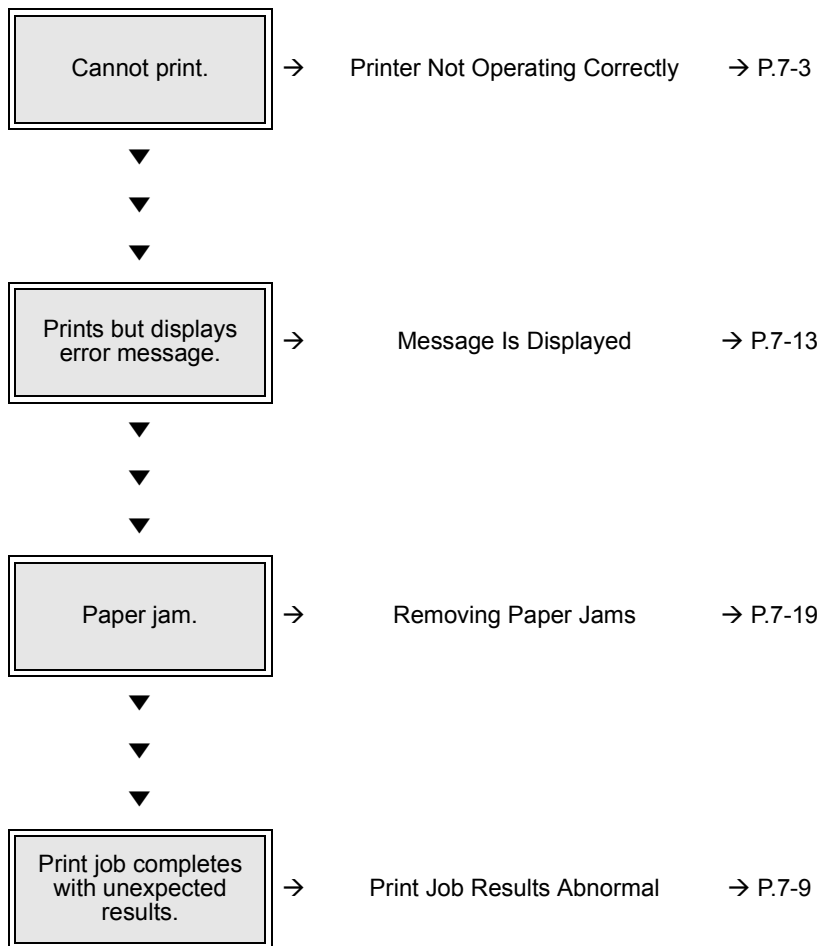 Cannot print. → Printer Not Operating Correctly → P.7-3
▼
▼
▼
Prints but displays
error message. → Message Is Displayed → P.7-13
▼
▼
▼
Paper jam. → Removing Paper Jams → P.7-19
▼
▼
▼
Print job completes
with unexpected → Print Job Results Abnormal → P.7-9
results.